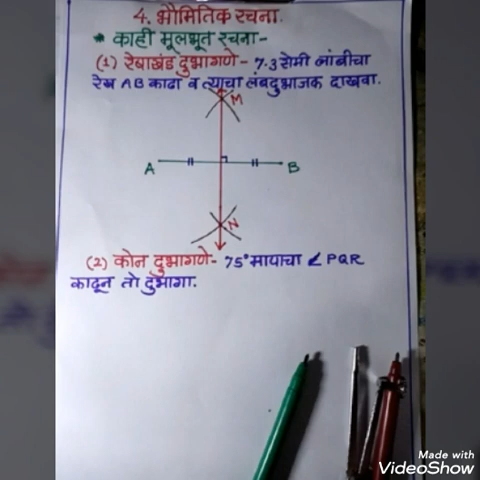 4. भौमितिक रचना.
* काही मूलभूत रचना-
(1) रेषाखंड दुभागणे- 7.3 सेमी लांबीचा
रेख AB काढा व त्याचा लंबदुभाजक दाखवा.
M
A
B
N
(2) कोन दुभागणे- 75° मापाचा ∠ PQR
काढून तो दुभागा.
Made with
VideoShow